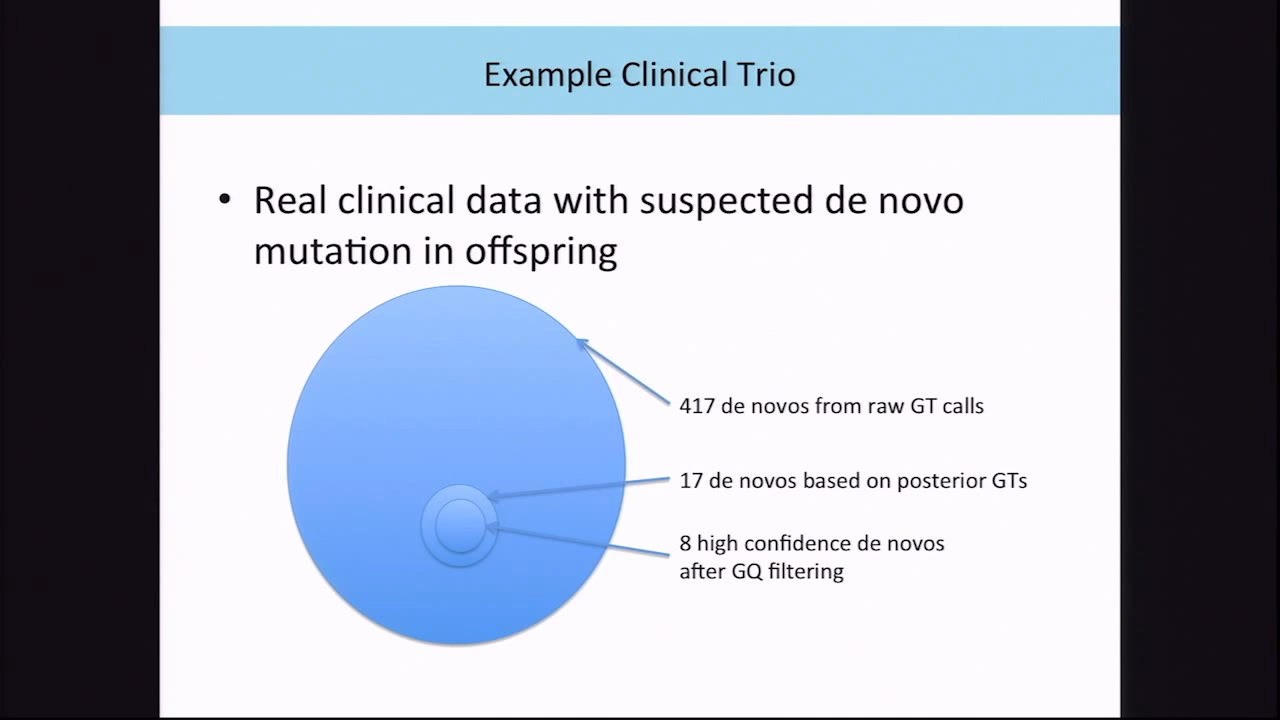 Example Clinical Trio
• Real clinical data with suspected de novo
mutation in offspring
417 de novos from raw GT calls
17 de novos based on posterior GTs
8 high confidence de novos
after GQ filtering